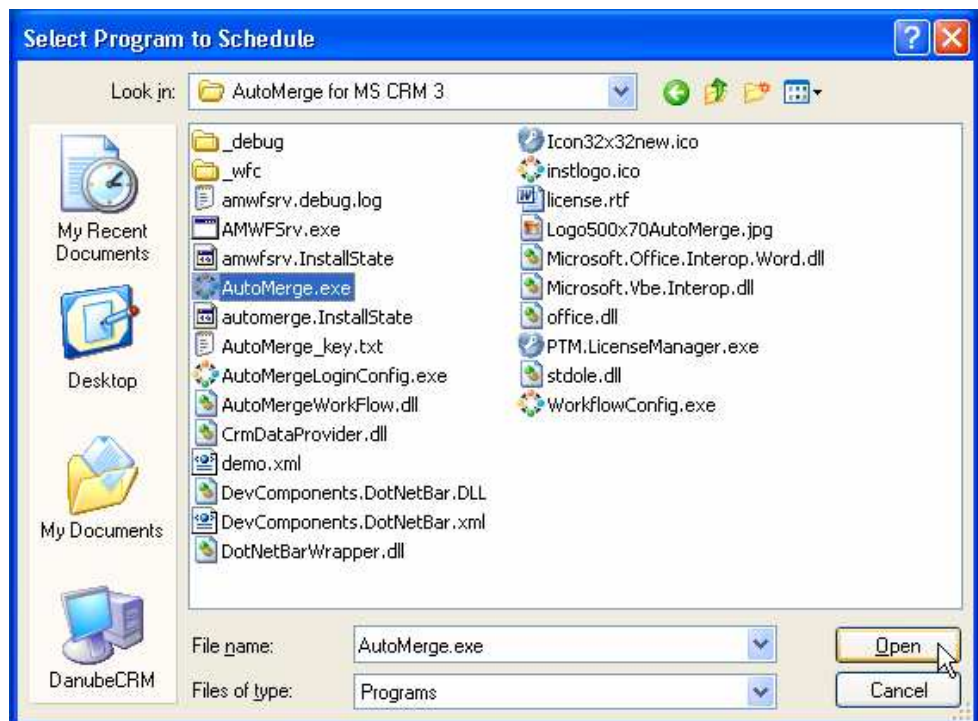 Select Program to Schedule
Look in: AutoMerge for MS CRM 3
My Recent
Documents
Desktop
My Documents
DanubeCRM
_debug
_wfc
amwfsrv.debug.log
AMWFSrv.exe
amwfsrv.InstallState
AutoMerge.exe
automerge.InstallState
AutoMerge_key.txt
AutoMergeLoginConfig.exe
AutoMergeWorkFlow.dll
CrmDataProvider.dll
demo.xml
DevComponents.DotNetBar.DLL
DevComponents.DotNetBar.xml
DotNetBarWrapper.dll
Icon32x32new.ico
instlogo.ico
license.rtf
Logo500x70AutoMerge.jpg
Microsoft.Office.Interop.Word.dll
Microsoft.Vbe.Interop.dll
office.dll
PTM.LicenseManager.exe
stdole.dll
WorkflowConfig.exe
File name: AutoMerge.exe Open
Files of type: Programs Cancel